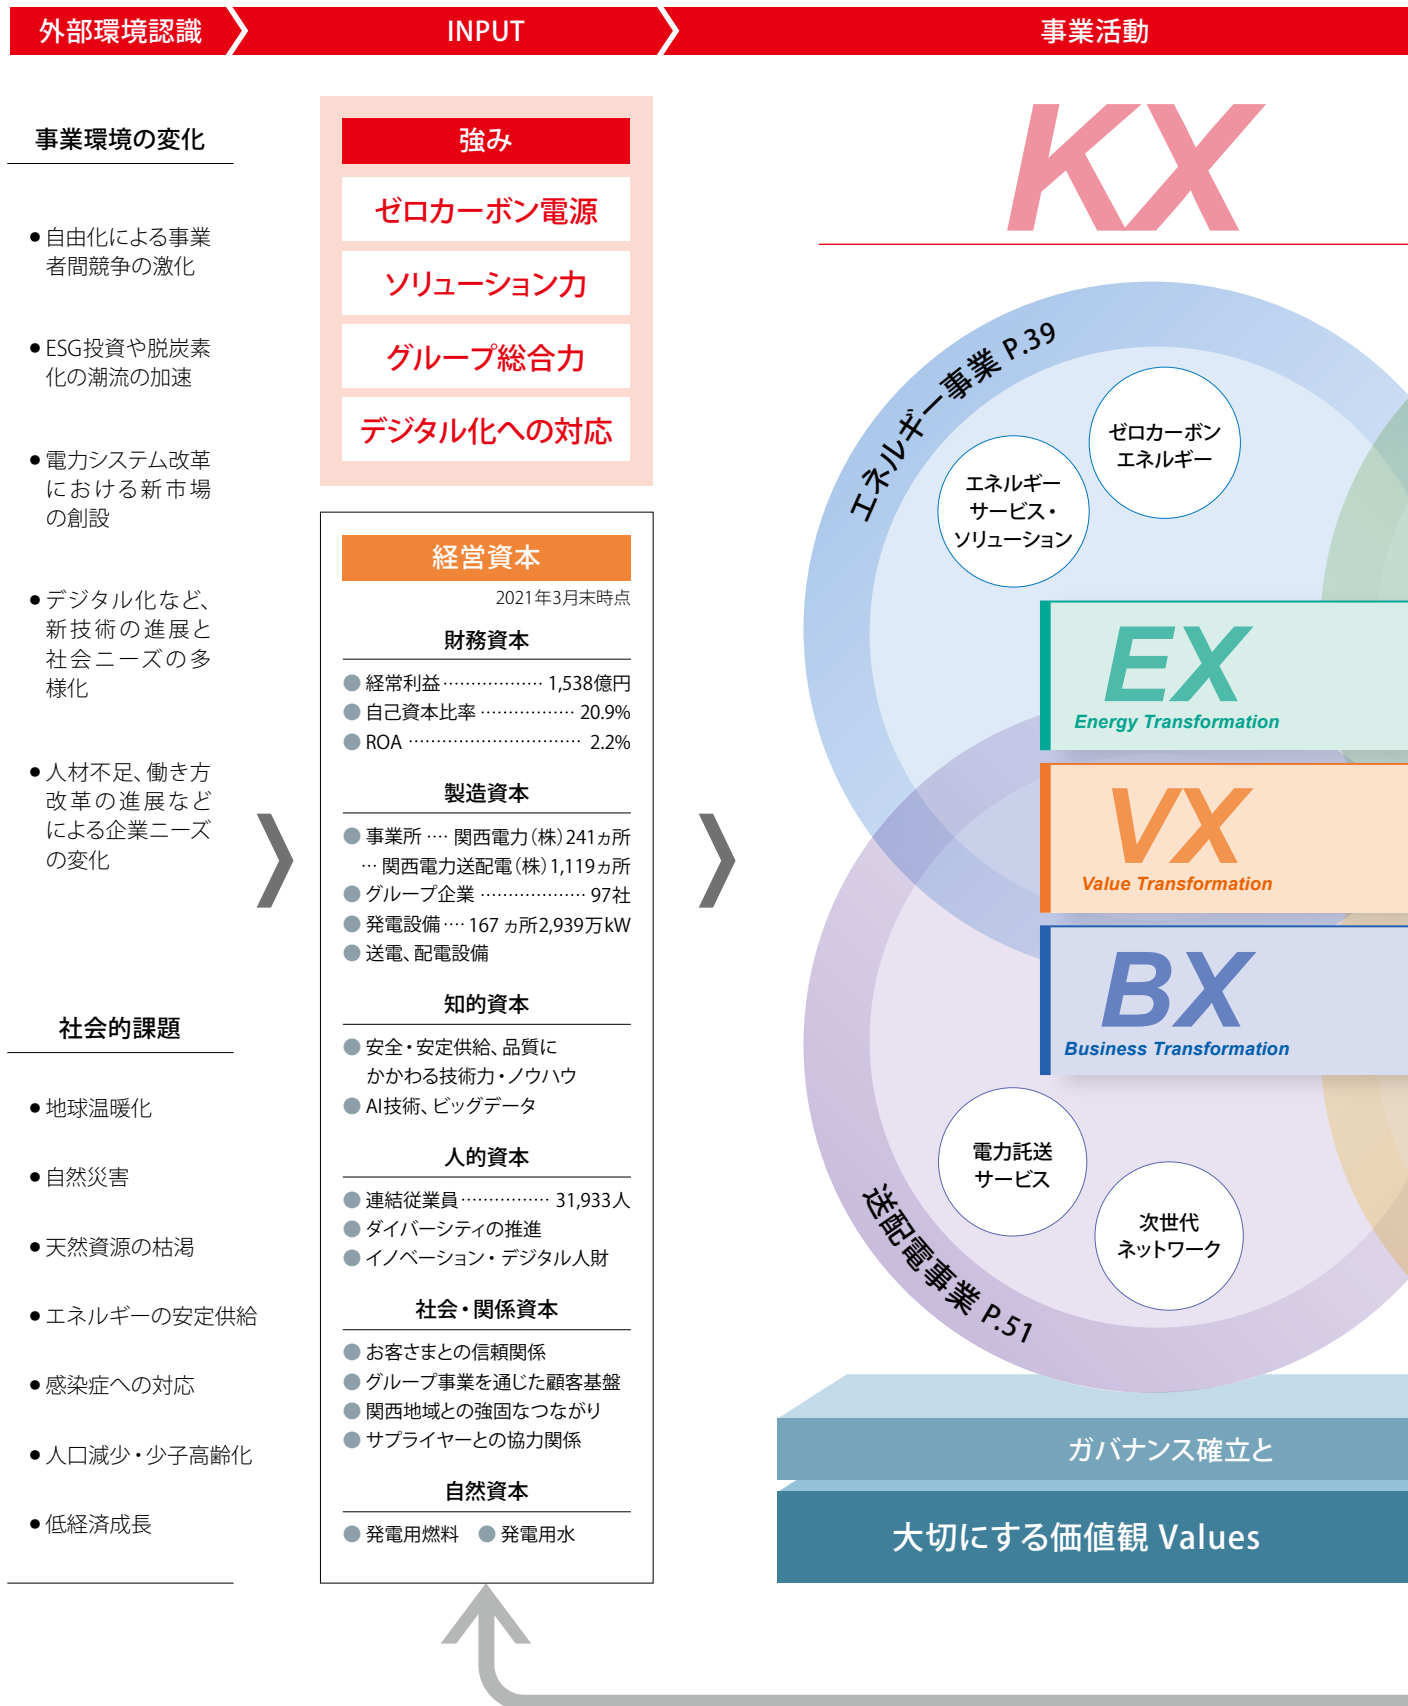 外部環境認識
INPUT
事業活動
事業環境の変化
●自由化による事業
者間競争の激化
●ESG投資や脱炭素
化の潮流の加速
●電力システム改革
における新市場
の創設
●デジタル化など、
新技術の進展と
社会ニーズの多
様化
●人材不足、働き方
改革の進展など
による企業ニーズ
の変化
社会的課題
●地球温暖化
●自然災害
●天然資源の枯渇
●エネルギーの安定供給
●感染症への対応
●人口減少・少子高齢化
●低経済成長
強み
ゼロカーボン電源
ソリューション力
グループ総合力
デジタル化への対応
経営資本
2021年3月末時点
財務資本
●経常利益……………… 1,538億円
●自己資本比率 …………… 20.9%
●ROA ………………………… 2.2%
製造資本
●事業所 …. 関西電力(株)241ヵ所
… 関西電力送配電(株)1,119ヵ所
●グループ企業 ……………… 97社
●発電設備…. 167 ヵ所2,939万kW
●送電、配電設備
知的資本
●安全・安定供給、品質に
かかわる技術力・ノウハウ
●AI技術、ビッグデータ
人的資本
●連結従業員…………… 31,933人
●ダイバーシティの推進
●イノベーション・デジタル人財
社会・関係資本
●お客さまとの信頼関係
●グループ事業を通じた顧客基盤
●関西地域との強固なつながり
●サプライヤーとの協力関係
自然資本
●発電用燃料 ●発電用水
KX
エネルギー事業 P.39
ゼロカーボン
エネルギー
エネルギー
サービス・
ソリューション
EX
Energy Transformation
VX
Value Transformation
BX
Business Transformation
電力託送
サービス
次世代
ネットワーク
送配電事業 P.51
ガバナンス確立と
大切にする価値観 Values